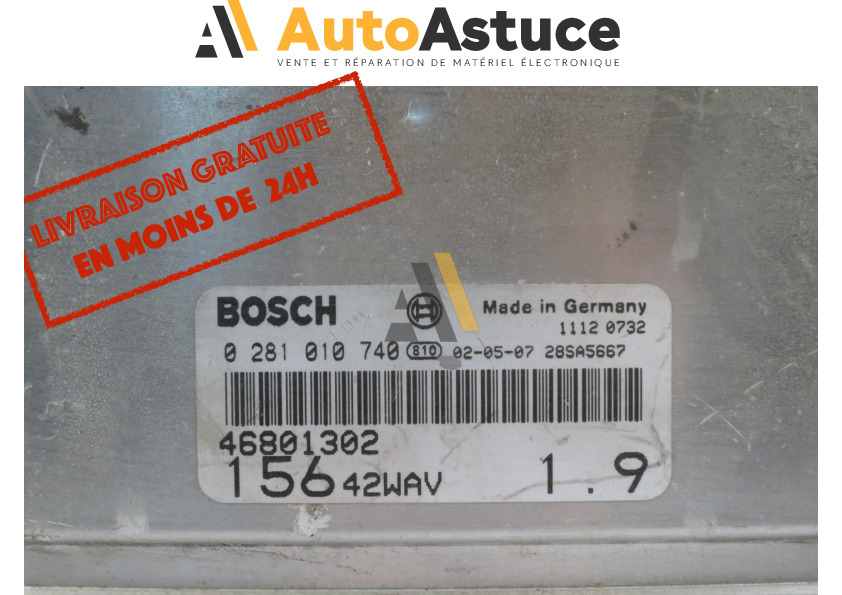 AutoAstuce
VENTE ET RÉPARATION DE MATÉRIEL ÉLECTRONIQUE
LIVRAISON GRATUITE
EN MOINS DE 24H
BOSCH Made in Germany
1112 0732
0 281 010 740 810 02-05-07 28SA5667
46801302
156 42WAV 1.9